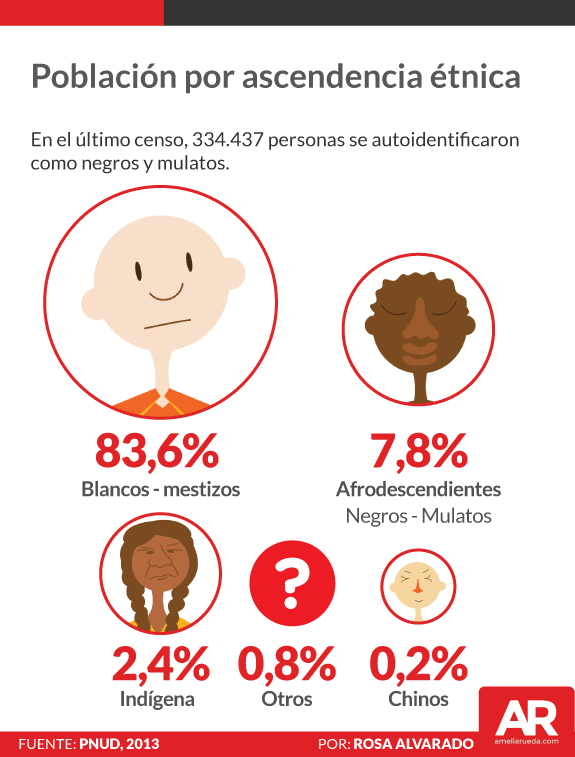 Población por ascendencia étnica
En el último censo, 334.437 personas se autoidentificaron
como negros y mulatos.
83,6%
Blancos - mestizos
7,8%
Afrodescendientes
Negros - Mulatos
2,4%
Indígena
?
0,8%
Otros
0,2%
Chinos
AR
ameliarueda.com
FUENTE: PNUD, 2013
POR: ROSA ALVARADO